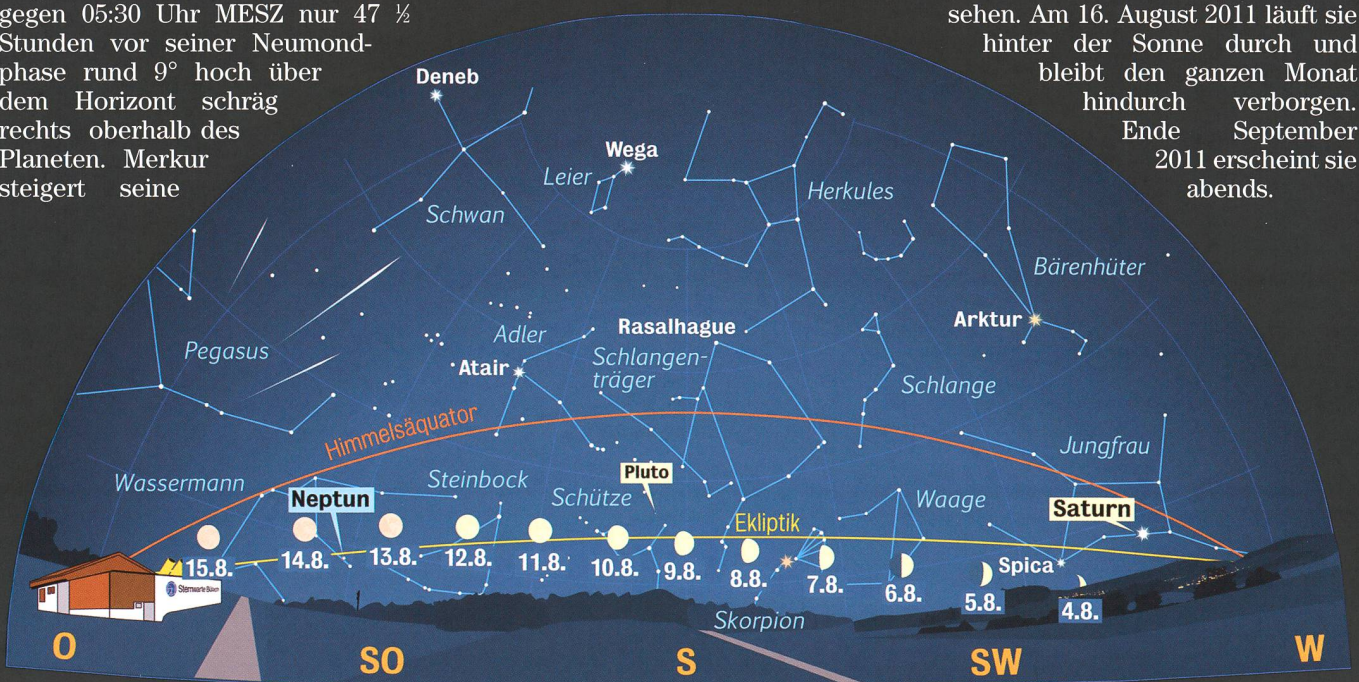 gegen 05:30 Uhr MESZ nur 47 ½
Stunden vor seiner Neumond-
phase rund 9° hoch über
dem Horizont schräg
rechts oberhalb des
Planeten. Merkur
steigert seine
sehen. Am 16. August 2011 läuft sie
hinter der Sonne durch und
bleibt den ganzen Monat
hindurch verborgen.
Ende September
2011 erscheint sie
abends.
Deneb
Wega
Leier
Schwan
Herkules
Bärenhüter
Arktur
Rasalhague
Adler
Atair
Schlangen-
träger
Pegasus
Schlange
Himmelsäquator
Jungfrau
Wassermann
Steinbock
Pluto
Neptun
Schütze
Waage
Saturn
Ekliptik
Spica
15.8.
14.8.
13.8.
12.8.
11.8.
10.8.
9.8.
8.8.
7.8.
6.8.
5.8.
4.8.
Sternwarte Bülach
Skorpion
O
SO
S
SW
W